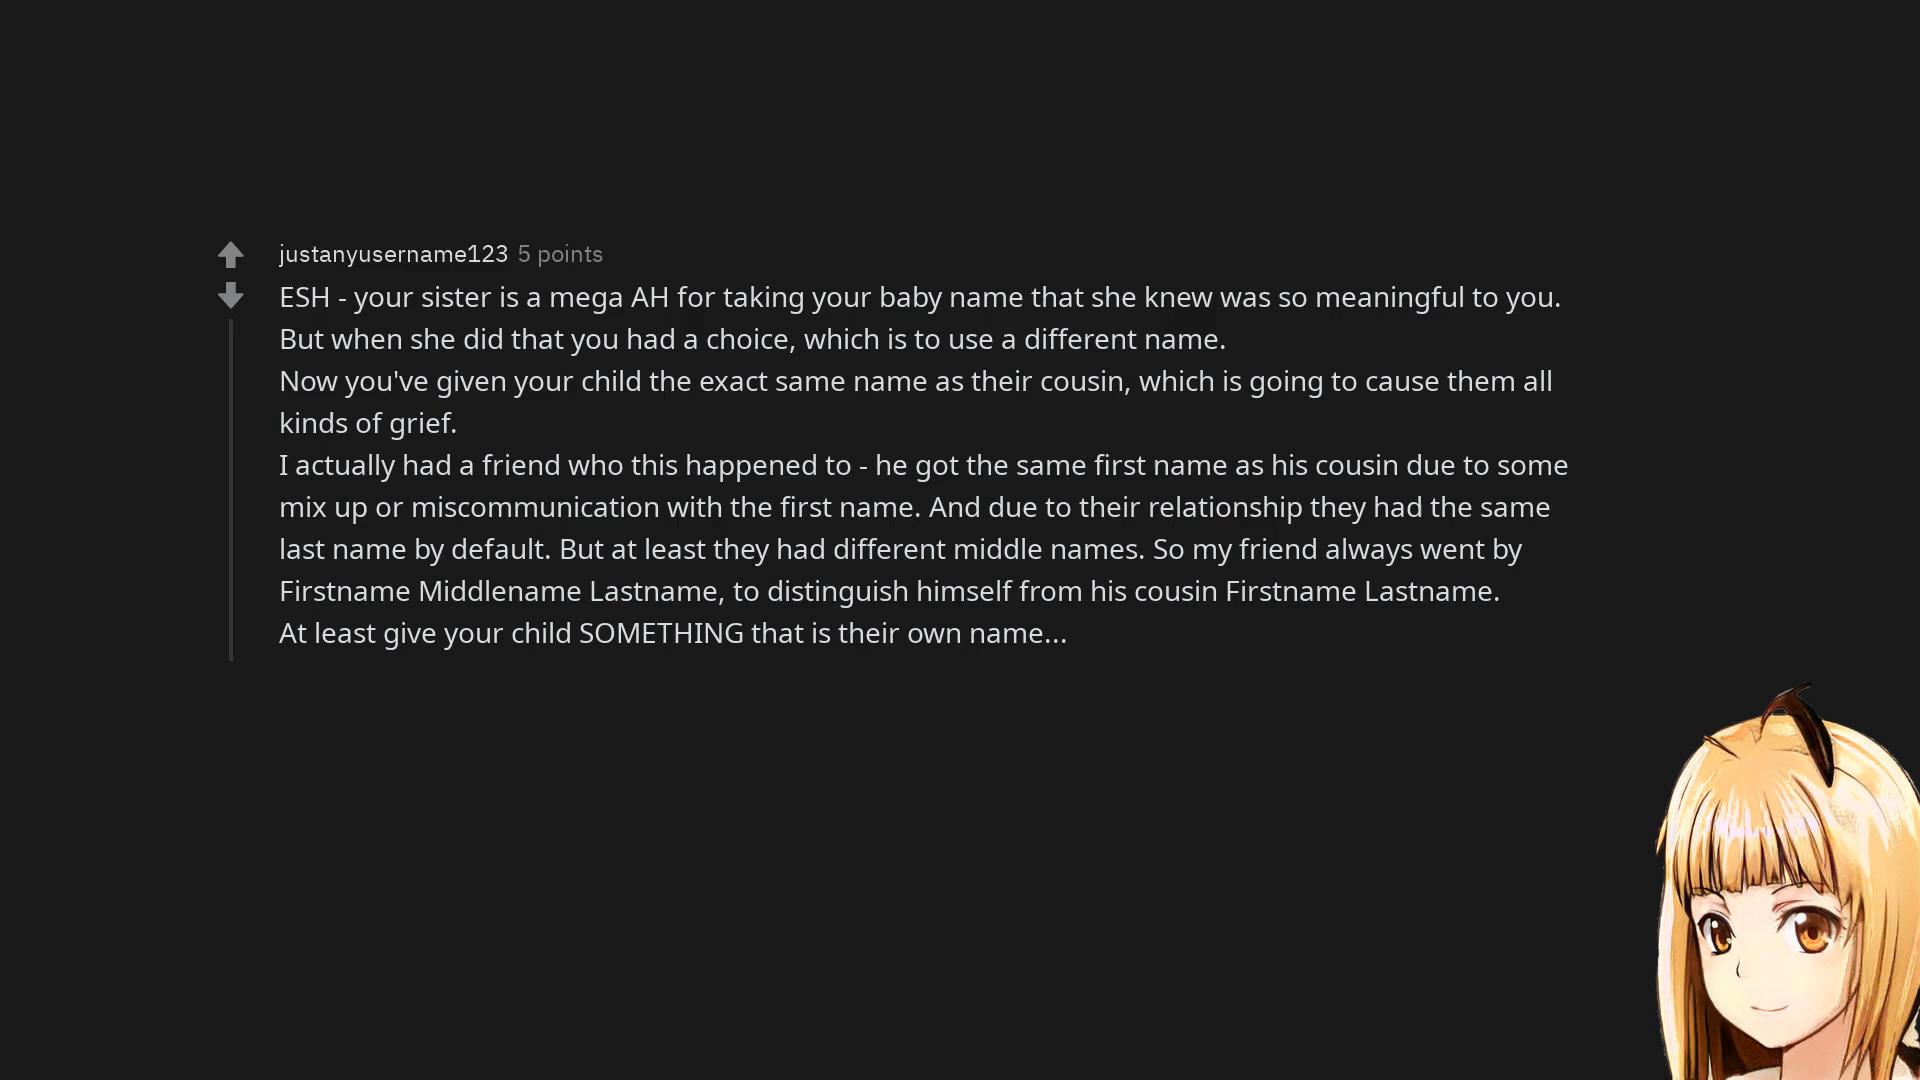 justanyusername123 5 points
ESH - your sister is a mega AH for taking your baby name that she knew was so meaningful to you.
But when she did that you had a choice, which is to use a different name.
Now you've given your child the exact same name as their cousin, which is going to cause them all
kinds of grief.
I actually had a friend who this happened to - he got the same first name as his cousin due to some
mix up or miscommunication with the first name. And due to their relationship they had the same
last name by default. But at least they had different middle names. So my friend always went by
Firstname Middlename Lastname, to distinguish himself from his cousin Firstname Lastname.
At least give your child SOMETHING that is their own name...